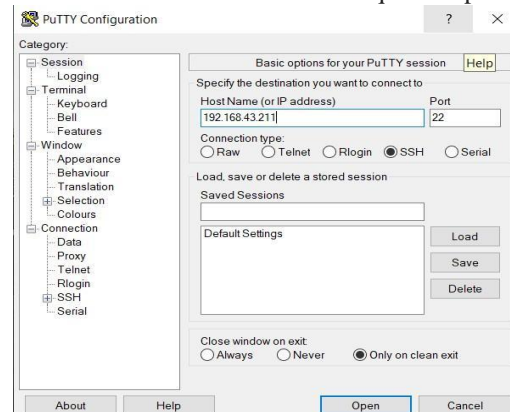 PuTTY Configuration
?
Category:
Session
Logging
Terminal
Keyboard
Bell
Features
Window
Appearance
Behaviour
Translation
Selection
Colours
Connection
Data
Proxy
Telnet
Rlogin
SSH
Serial
Basic options for your PuTTY session
Help
Specify the destination you want to connect to
Host Name (or IP address) Port
192.168.43.211 22
Connection type:
Raw Telnet Rlogin SSH Serial
Load, save or delete a stored session
Saved Sessions
Default Settings
Load
Save
Delete
Close window on exit:
Always Never Only on clean exit
About Help Open Cancel